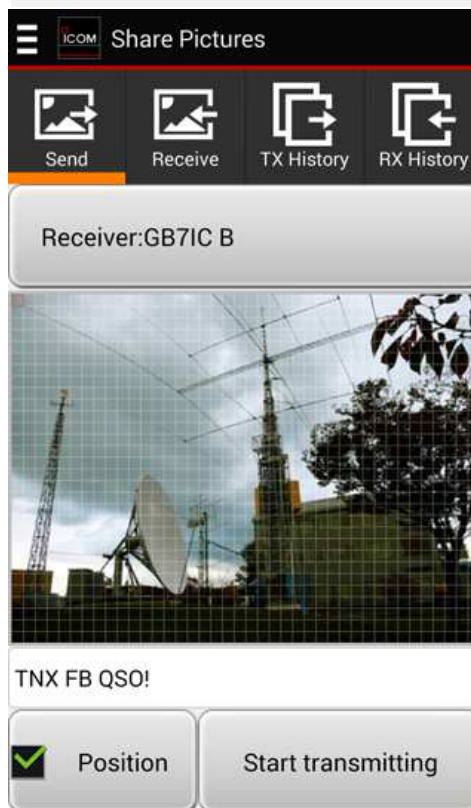 ICOM Share Pictures
Send Receive TX History RX History
Receiver:GB7IC B
TNX FB QSO!
Position Start transmitting